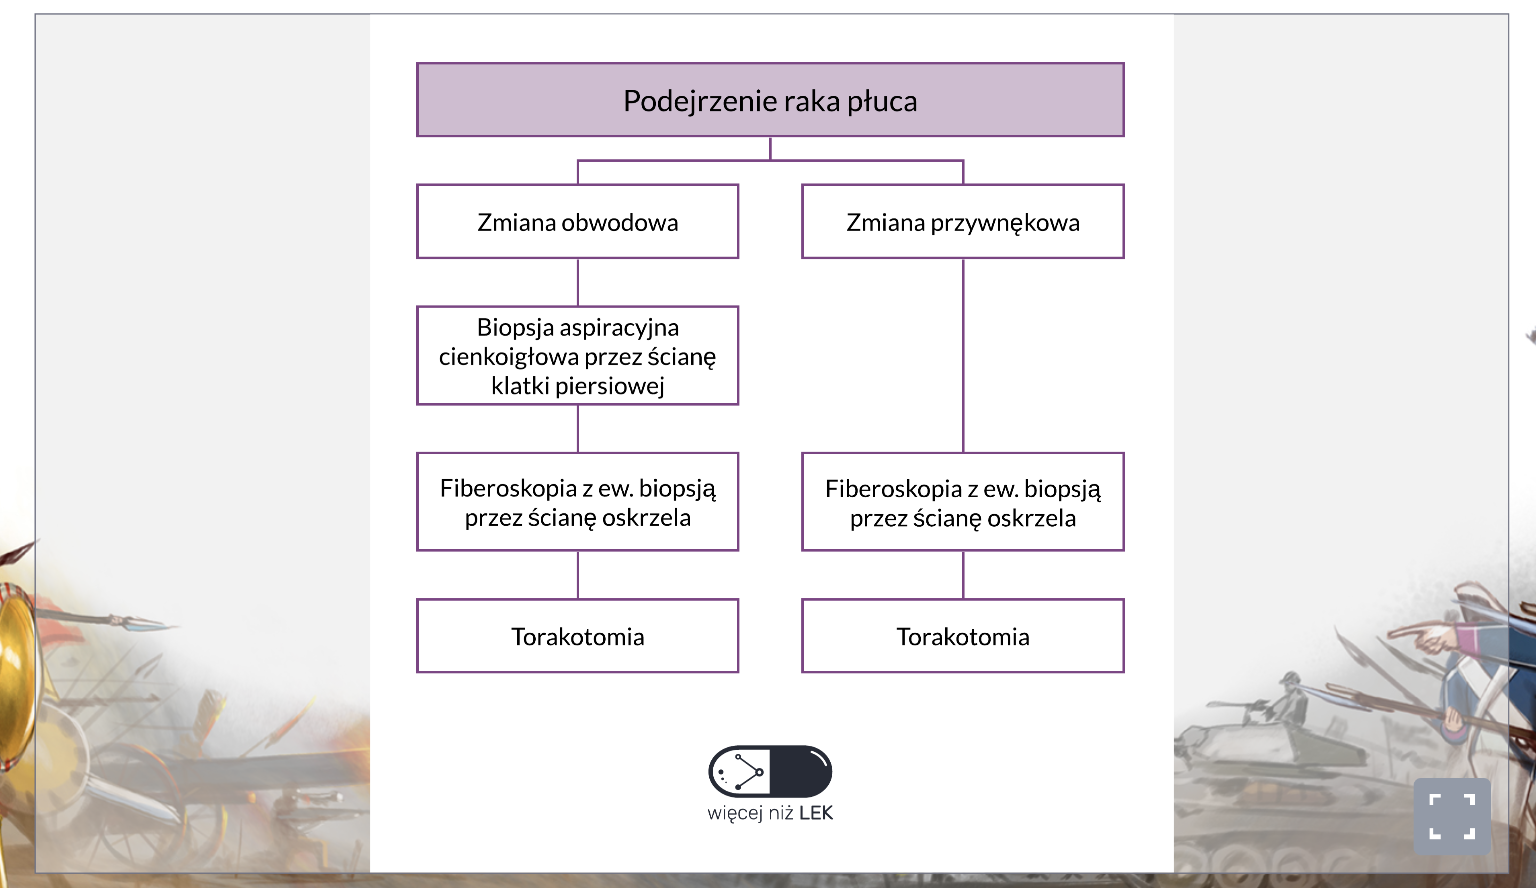 Podejrzenie raka płuca
Zmiana obwodowa
Zmiana przywnękowa
Biopsja aspiracyjna
cienkoigłowa przez ścianę
klatki piersiowej
Fiberoskopia z ew. biopsją
przez ścianę oskrzela
Fiberoskopia z ew. biopsją
przez ścianę oskrzela
Torakotomia
Torakotomia
więcej niż LEK